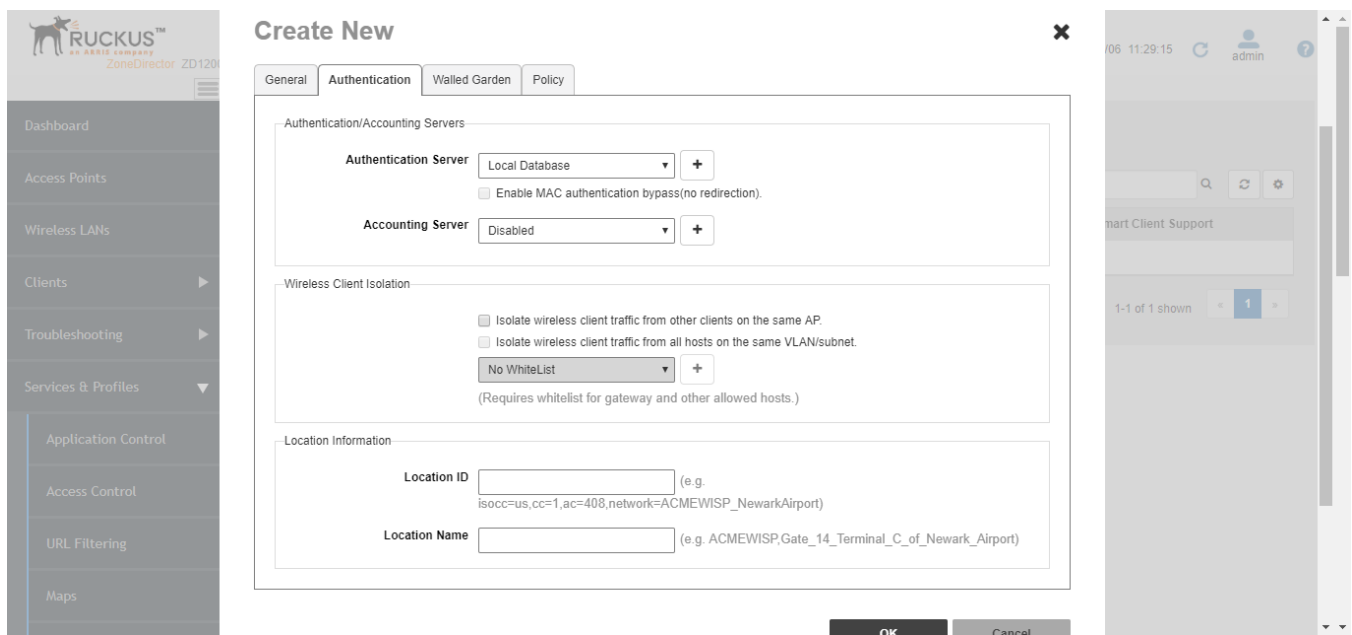 RUCKUS™
an ARRIS company
ZoneDirector ZD120
Dashboard
Access Points
Wireless LANs
Clients
Troubleshooting
Services & Profiles
Application Control
Access Control
URL Filtering
Maps
Create New
General
Authentication
Walled Garden
Policy
Authentication/Accounting Servers
Authentication Server
Local Database
+
Enable MAC authentication bypass(no redirection).
Accounting Server
Disabled
+
Wireless Client Isolation
Isolate wireless client traffic from other clients on the same AP.
Isolate wireless client traffic from all hosts on the same VLAN/subnet.
No WhiteList
+
(Requires whitelist for gateway and other allowed hosts.)
Location Information
Location ID
(e.g.
isocc=us,cc=1,ac=408,network=ACMEWISP_NewarkAirport)
Location Name
(e.g. ACMEWISP,Gate_14_Terminal_C_of_Newark_Airport)
OK
Cancel
/06 11:29:15
admin
?
mart Client Support
1-1 of 1 shown
«
1
»